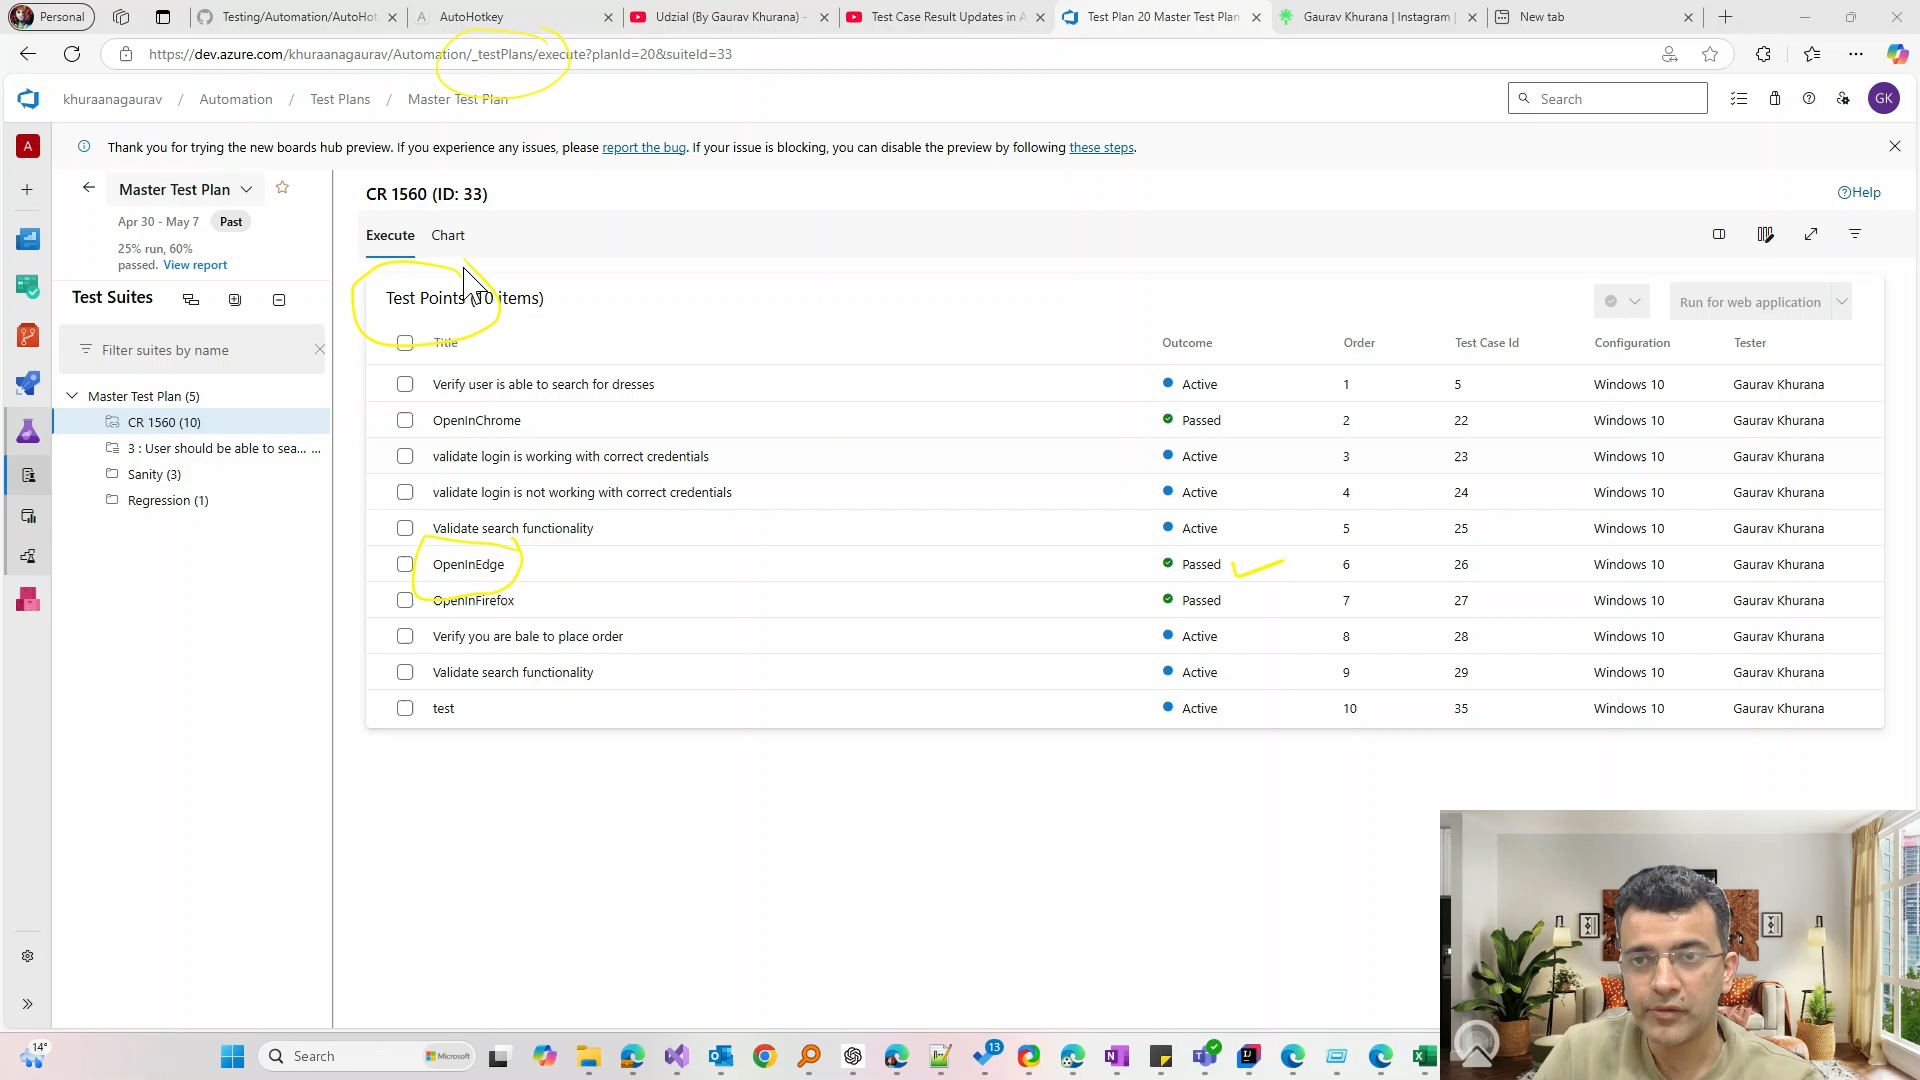 Personal
Testing/Automation/AutoHot
AutoHotkey
Udzial (By Gaurav Khurana) -
Test Case Result Updates in A
Test Plan 20 Master Test Plan
Gaurav Khurana | Instagram
New tab
https://dev.azure.com/khuraanagaurav/Automation/_testPlans/execute?planId=20&suiteId=33
khuraanagaurav / Automation / Test Plans / Master Test Plan
Search
GK
A
Thank you for trying the new boards hub preview. If you experience any issues, please report the bug. If your issue is blocking, you can disable the preview by following these steps.
Master Test Plan
Apr 30 - May 7 Past
25% run, 60%
passed. View report
Test Suites
Filter suites by name
Master Test Plan (5)
CR 1560 (10)
3 : User should be able to sea... ...
Sanity (3)
Regression (1)
CR 1560 (ID: 33)
Help
Execute Chart
Test Points (10 items)
Run for web application
Title Outcome Order Test Case Id Configuration Tester
Verify user is able to search for dresses Active 1 5 Windows 10 Gaurav Khurana
OpenInChrome Passed 2 22 Windows 10 Gaurav Khurana
validate login is working with correct credentials Active 3 23 Windows 10 Gaurav Khurana
validate login is not working with correct credentials Active 4 24 Windows 10 Gaurav Khurana
Validate search functionality Active 5 25 Windows 10 Gaurav Khurana
OpenInEdge Passed 6 26 Windows 10 Gaurav Khurana
OpenInFirefox Passed 7 27 Windows 10 Gaurav Khurana
Verify you are bale to place order Active 8 28 Windows 10 Gaurav Khurana
Validate search functionality Active 9 29 Windows 10 Gaurav Khurana
test Active 10 35 Windows 10 Gaurav Khurana
14°
Search
Microsoft
13